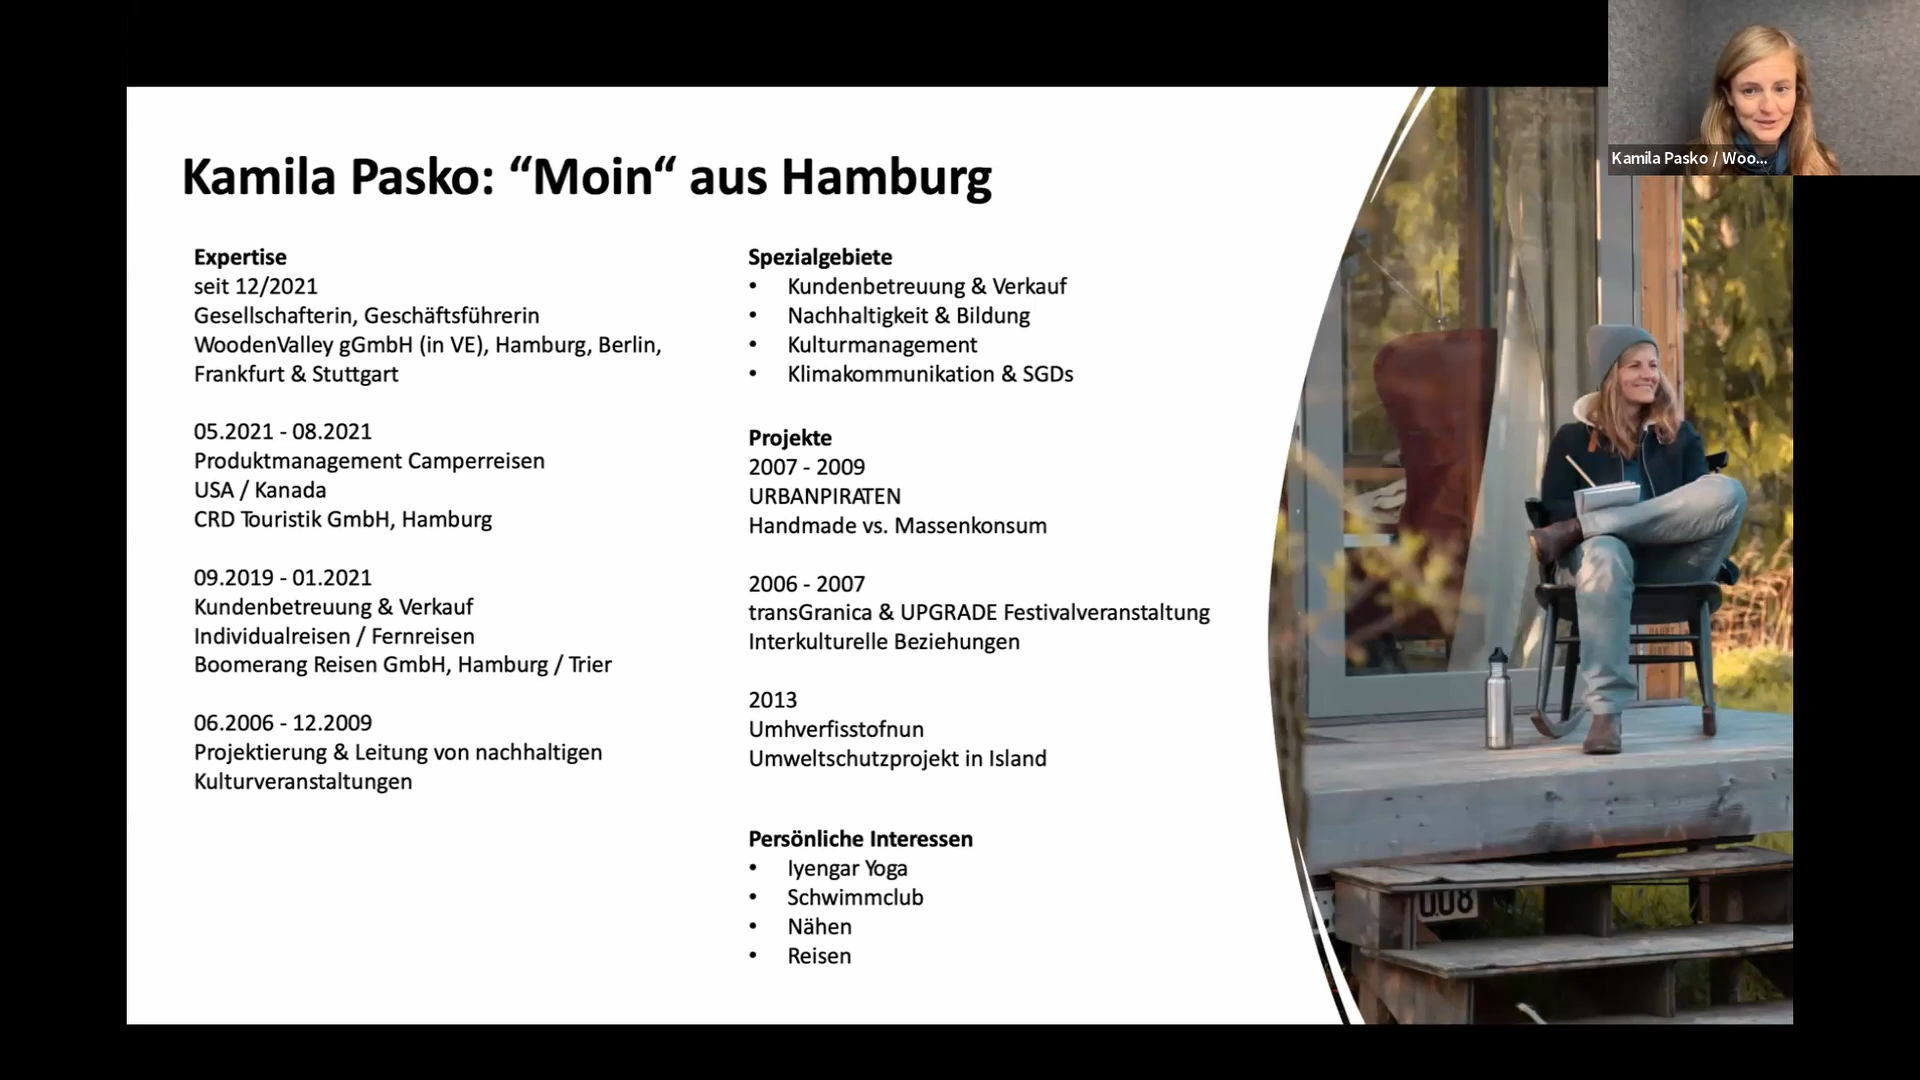 Kamila Pasko: “Moin“ aus Hamburg
Expertise
seit 12/2021
Gesellschafterin, Geschäftsführerin
WoodenValley gGmbH (in VE), Hamburg, Berlin,
Frankfurt & Stuttgart
05.2021 - 08.2021
Produktmanagement Camperreisen
USA / Kanada
CRD Touristik GmbH, Hamburg
09.2019 - 01.2021
Kundenbetreuung & Verkauf
Individualreisen / Fernreisen
Boomerang Reisen GmbH, Hamburg / Trier
06.2006 - 12.2009
Projektierung & Leitung von nachhaltigen
Kulturveranstaltungen
Spezialgebiete
• Kundenbetreuung & Verkauf
• Nachhaltigkeit & Bildung
• Kulturmanagement
• Klimakommunikation & SGDs
Projekte
2007 - 2009
URBANPIRATEN
Handmade vs. Massenkonsum
2006 - 2007
transGranica & UPGRADE Festivalveranstaltung
Interkulturelle Beziehungen
2013
Umhverfisstofnun
Umweltschutzprojekt in Island
Persönliche Interessen
• Iyengar Yoga
• Schwimmclub
• Nähen
• Reisen
Kamila Pasko / Woo...